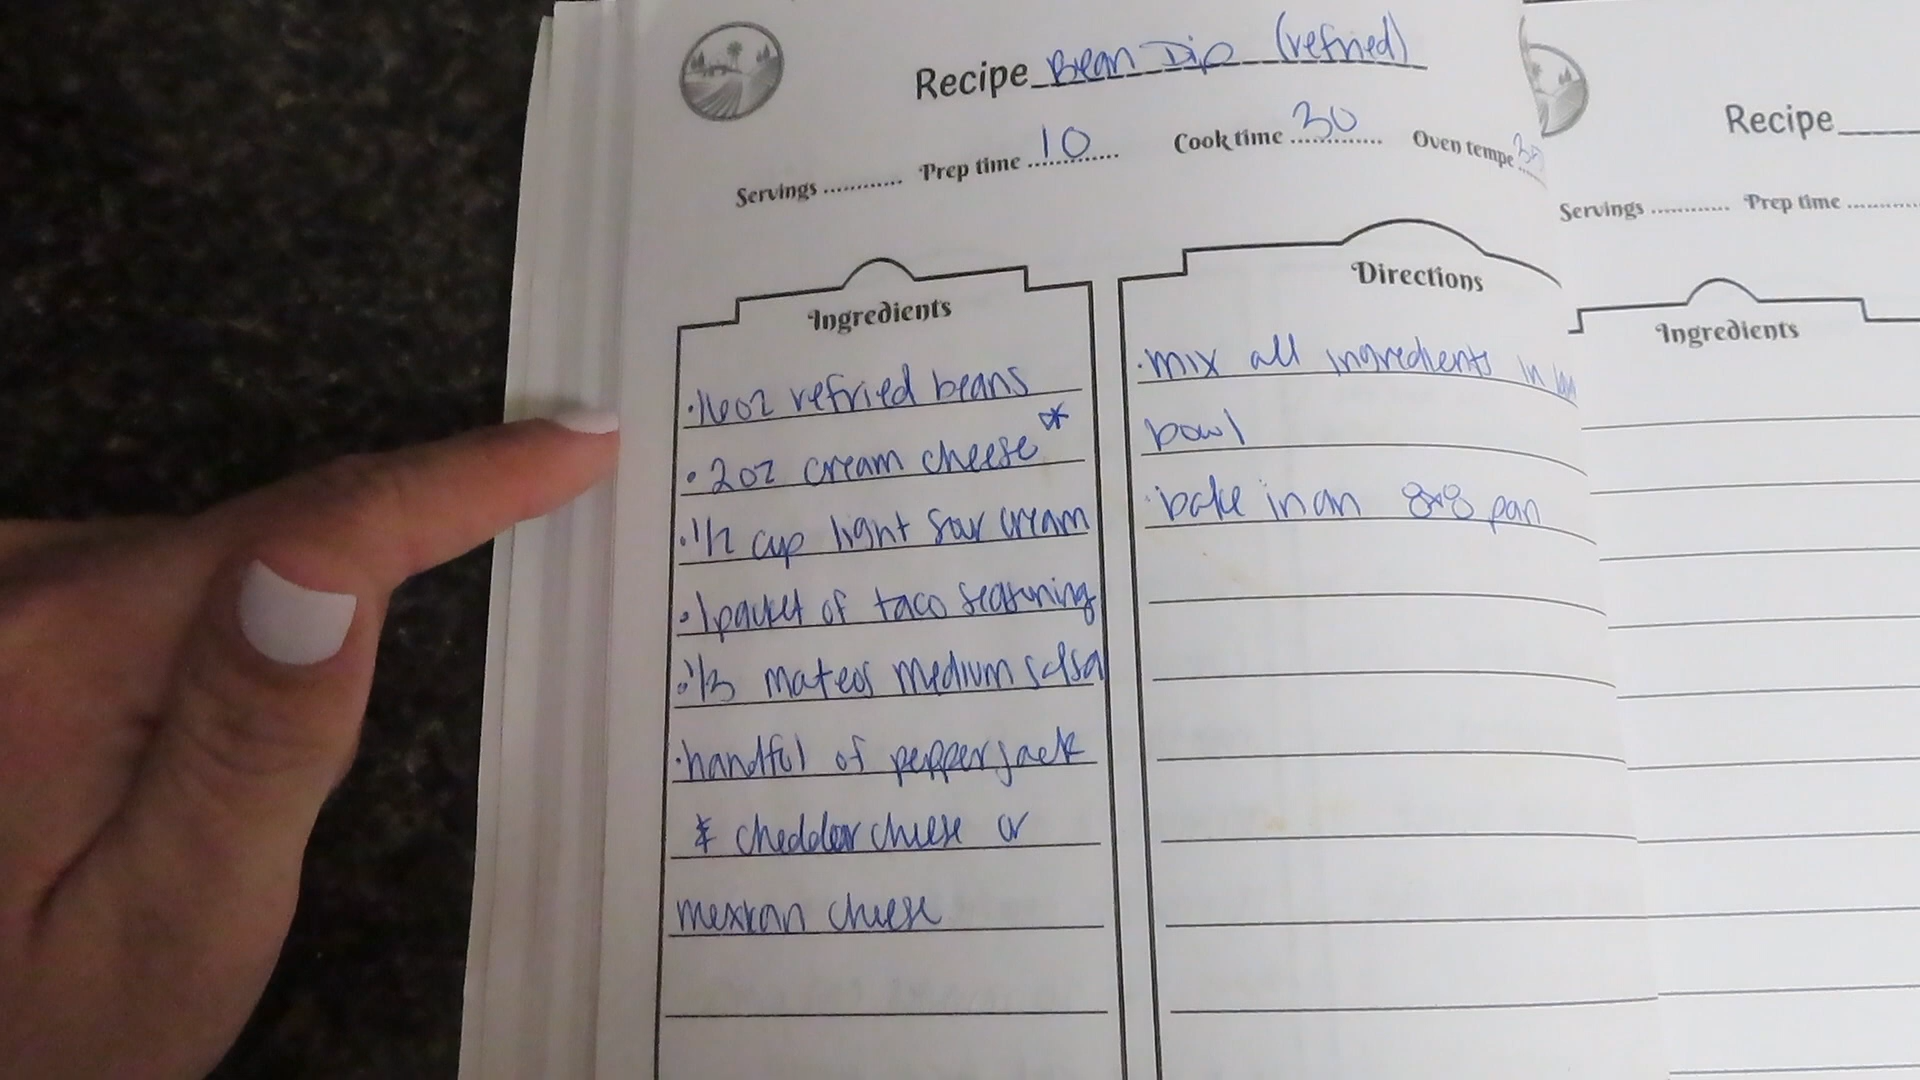 Recipe Bean Dip (refried)
Servings Prep time 10 Cook time 30 Oven tempe
Ingredients
·16oz refried beans
·2oz cream cheese*
·1/2 cup light sour cream
·1 packet of taco seasoning
·1/3 mateos medium salsa
·handful of pepperjack
& cheddar cheese or
mexican cheese
Directions
·mix all ingredients in
bowl
·bake in an 8x8 pan
Recipe
Servings Prep time
Ingredients